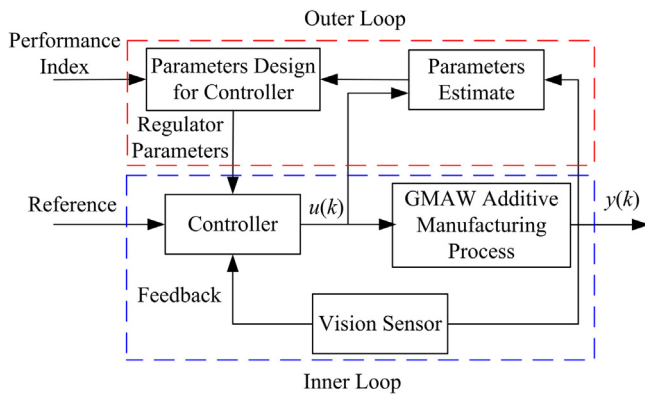 Outer Loop
Performance
Index
Parameters Design
for Controller
Parameters
Estimate
Regulator
Parameters
Reference
Controller
u(k)
GMAW Additive
Manufacturing
Process
y(k)
Feedback
Vision Sensor
Inner Loop